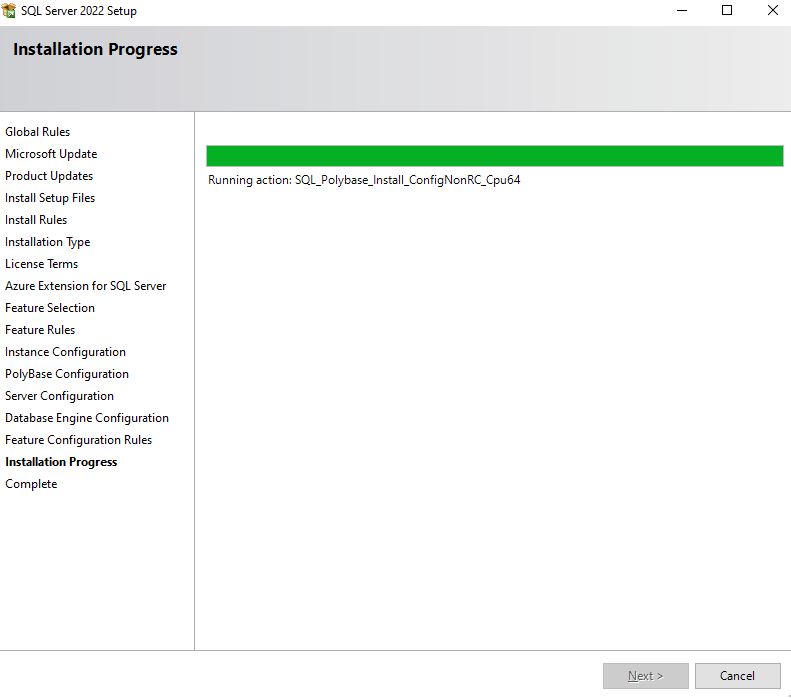 SQL Server 2022 Setup
Installation Progress
Global Rules
Microsoft Update
Product Updates
Install Setup Files
Install Rules
Installation Type
License Terms
Azure Extension for SQL Server
Feature Selection
Feature Rules
Instance Configuration
PolyBase Configuration
Server Configuration
Database Engine Configuration
Feature Configuration Rules
Installation Progress
Complete
Running action: SQL_Polybase_Install_ConfigNonRC_Cpu64
Next >
Cancel